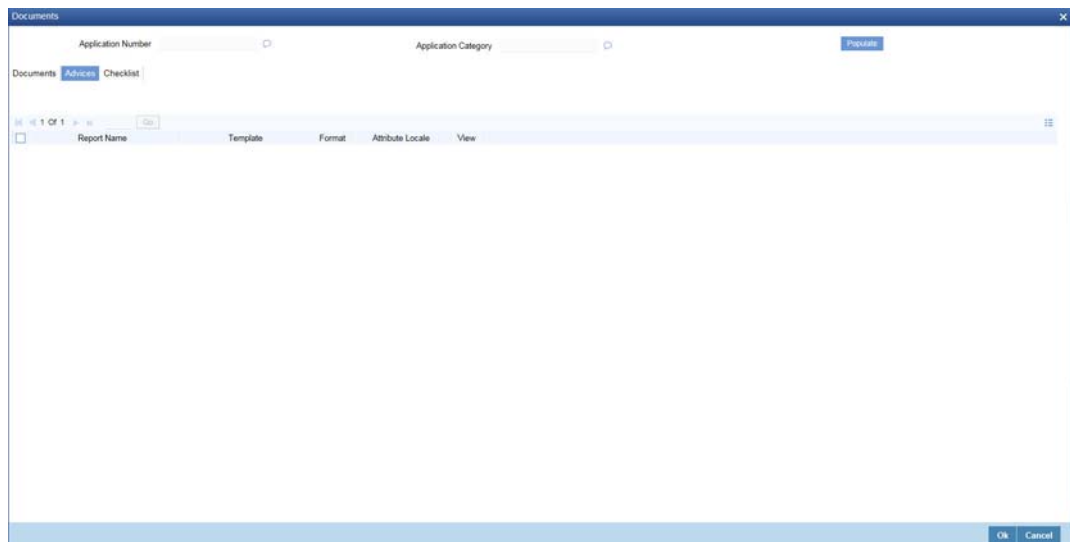 Documents
Application Number
Application Category
Populate
Documents Advices Checklist
1 Of 1 Go
Report Name Template Format Attribute Locale View
Ok Cancel